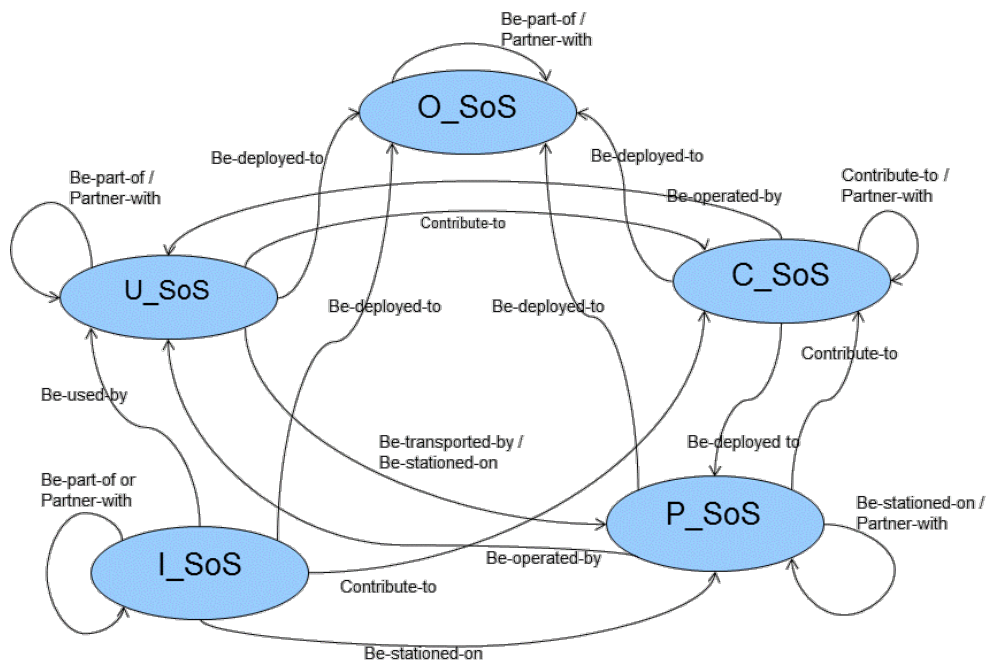 Be-part-of /
Partner-with
O_SoS
Be-deployed-to
Be-deployed-to
Be-part-of /
Partner-with
Contribute-to /
Partner-with
Be-operated-by
Contribute-to
U_SoS
C_SoS
Be-deployed-to
Be-deployed-to
Contribute-to
Be-used-by
Be-transported-by /
Be-stationed-on
Be-deployed to
Be-part-of or
Partner-with
Be-stationed-on /
Partner-with
P_SoS
I_SoS
Be-operated-by
Contribute-to
Be-stationed-on